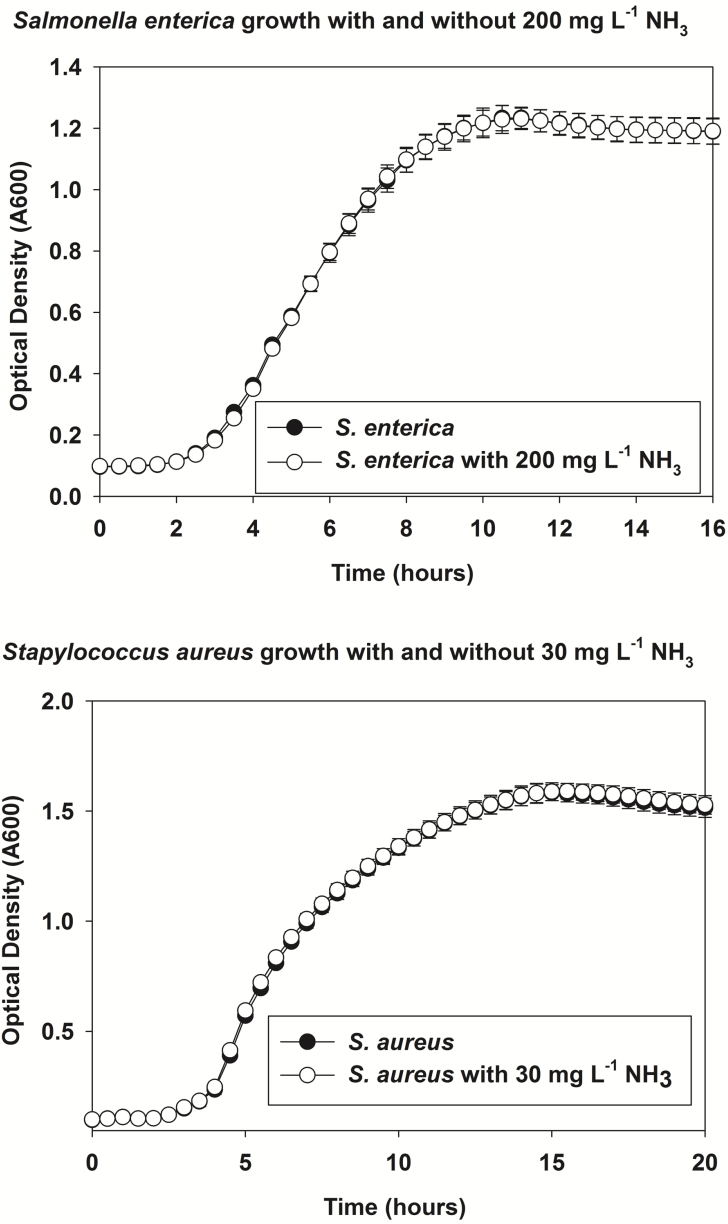 Salmonella enterica growth with and without 200 mg L⁻¹ NH₃
1.4
1.2
1.0
0.8
0.6
0.4
0.2
0.0
Optical Density (A600)
S. enterica
S. enterica with 200 mg L⁻¹ NH₃
0 2 4 6 8 10 12 14 16
Time (hours)
Stapylococcus aureus growth with and without 30 mg L⁻¹ NH₃
2.0
1.5
1.0
0.5
Optical Density (A600)
S. aureus
S. aureus with 30 mg L⁻¹ NH3
0 5 10 15 20
Time (hours)